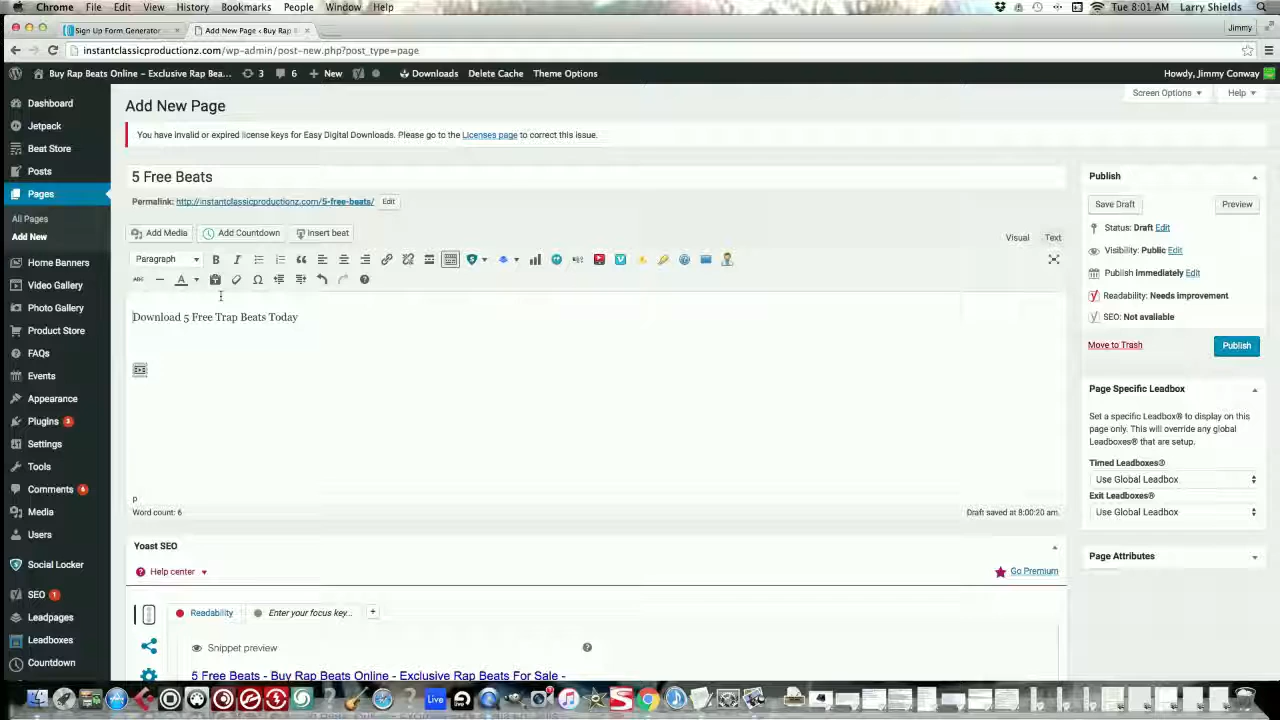 Chrome File Edit View History Bookmarks People Window Help Tue 8:01 AM Larry Shields
Sign Up Form Generator Add New Page ‹ Buy Rap B Jimmy
instantclassicproductionz.com/wp-admin/post-new.php?post_type=page
Buy Rap Beats Online – Exclusive Rap Bea... 3 6 + New Downloads Delete Cache Theme Options Howdy, Jimmy Conway
Screen Options Help
Dashboard
Jetpack
Beat Store
Posts
Pages
All Pages
Add New
Home Banners
Video Gallery
Photo Gallery
Product Store
FAQs
Events
Appearance
Plugins 3
Settings
Tools
Comments 6
Media
Users
Social Locker
SEO 1
Leadpages
Leadboxes
Countdown
Add New Page
You have invalid or expired license keys for Easy Digital Downloads. Please go to the Licenses page to correct this issue.
5 Free Beats
Permalink: http://instantclassicproductionz.com/5-free-beats/ Edit
Add Media Add Countdown Insert beat
Visual Text
Paragraph B I
ABC A
Download 5 Free Trap Beats Today
p
Word count: 6 Draft saved at 8:00:20 am.
Yoast SEO
Help center Go Premium
Readability Enter your focus key... +
Snippet preview
5 Free Beats - Buy Rap Beats Online - Exclusive Rap Beats For Sale -
Publish
Save Draft Preview
Status: Draft Edit
Visibility: Public Edit
Publish immediately Edit
Readability: Needs improvement
SEO: Not available
Move to Trash Publish
Page Specific Leadbox
Set a specific Leadbox® to display on this
page only. This will override any global
Leadboxes® that are setup.
Timed Leadboxes®
Use Global Leadbox
Exit Leadboxes®
Use Global Leadbox
Page Attributes
Live